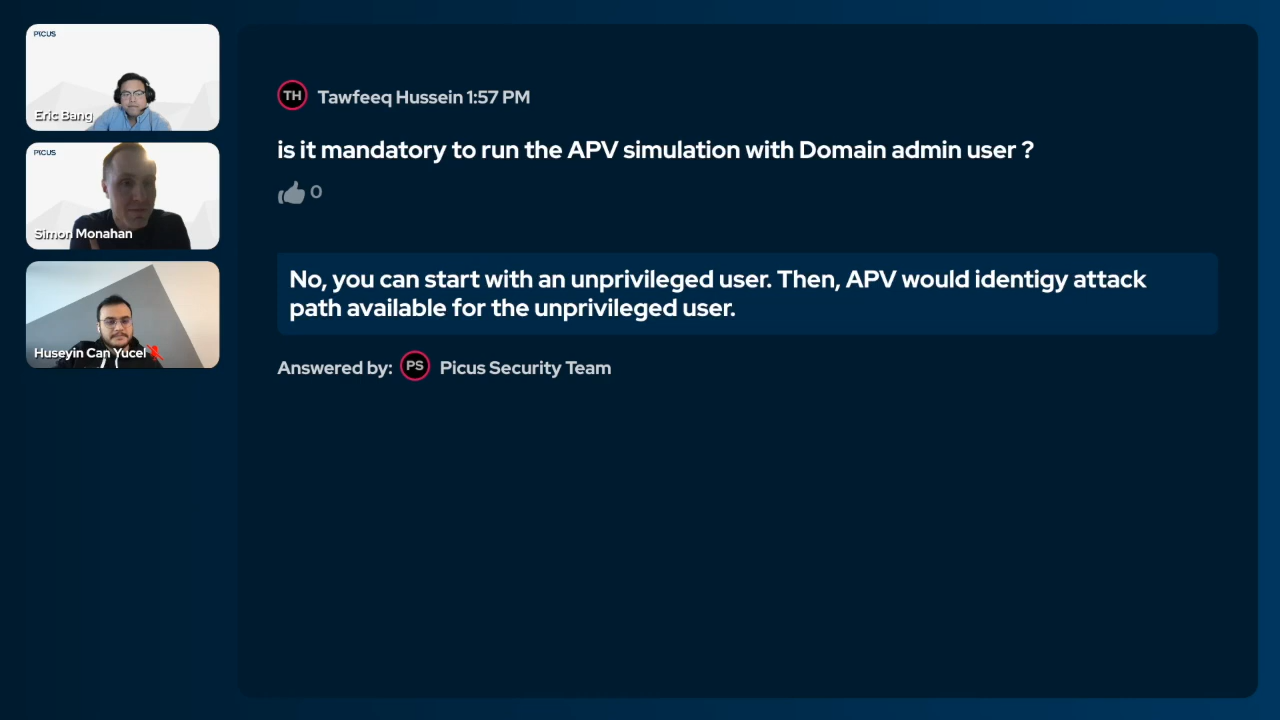 PICUS
Eric Bang
PICUS
Simon Monahan
Huseyin Can Yucel
TH Tawfeeq Hussein 1:57 PM
is it mandatory to run the APV simulation with Domain admin user ?
0
No, you can start with an unprivileged user. Then, APV would identigy attack
path available for the unprivileged user.
Answered by: PS Picus Security Team